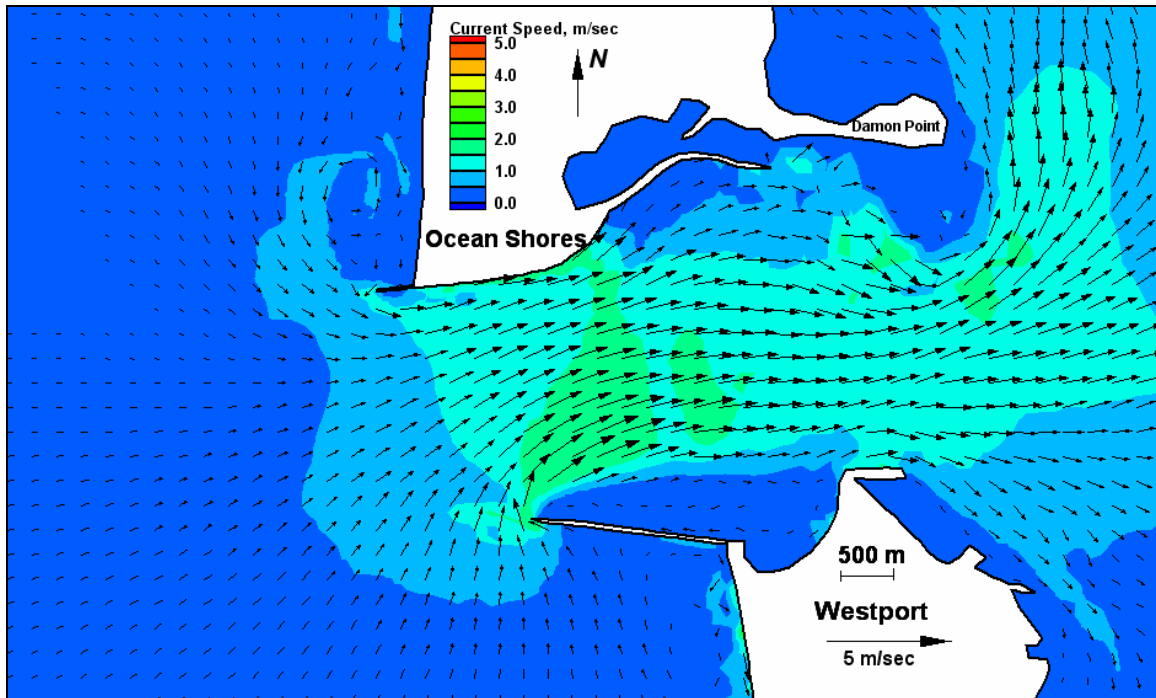 Current Speed, m/sec
5.0
4.0
3.0
2.0
1.0
0.0
N
Damon Point
Ocean Shores
500 m
Westport
5 m/sec